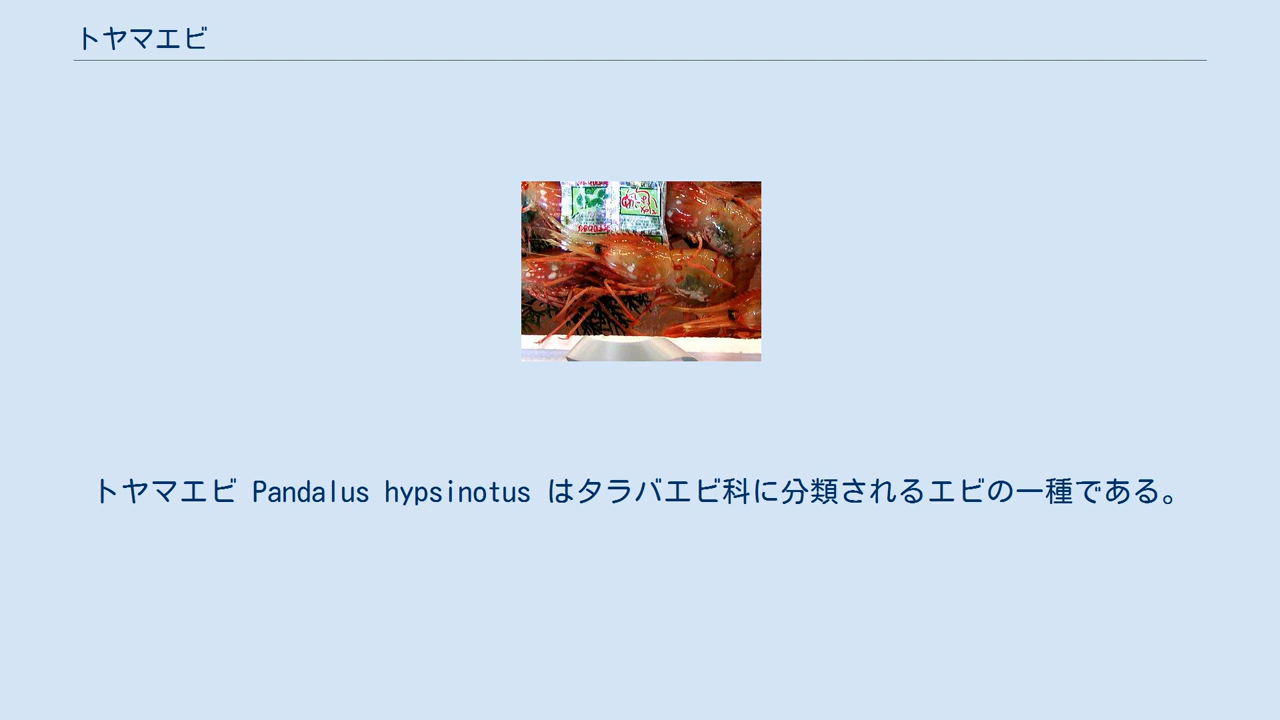 トヤマエビ
トヤマエビ Pandalus hypsinotus はタラバエビ科に分類されるエビの一種である。